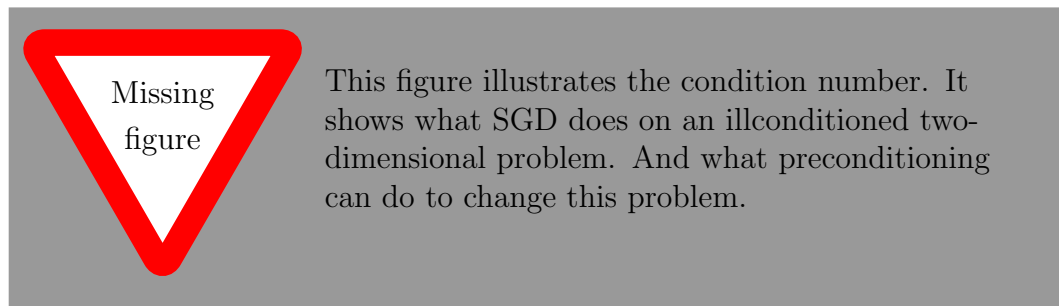 Missing
figure
This figure illustrates the condition number. It
shows what SGD does on an illconditioned two-
dimensional problem. And what preconditioning
can do to change this problem.